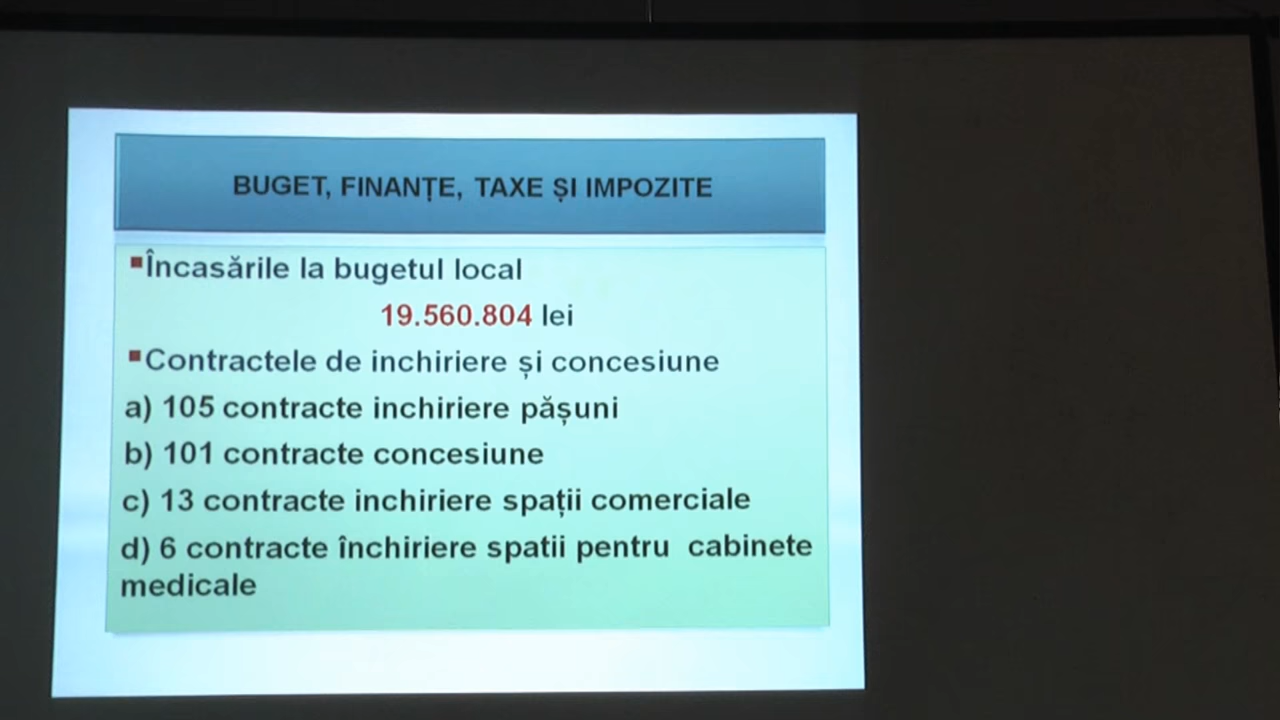 BUGET, FINANȚE, TAXE ȘI IMPOZITE
▪Încasările la bugetul local
19.560.804 lei
▪Contractele de inchiriere și concesiune
a) 105 contracte inchiriere pășuni
b) 101 contracte concesiune
c) 13 contracte inchiriere spații comerciale
d) 6 contracte închiriere spatii pentru cabinete
medicale